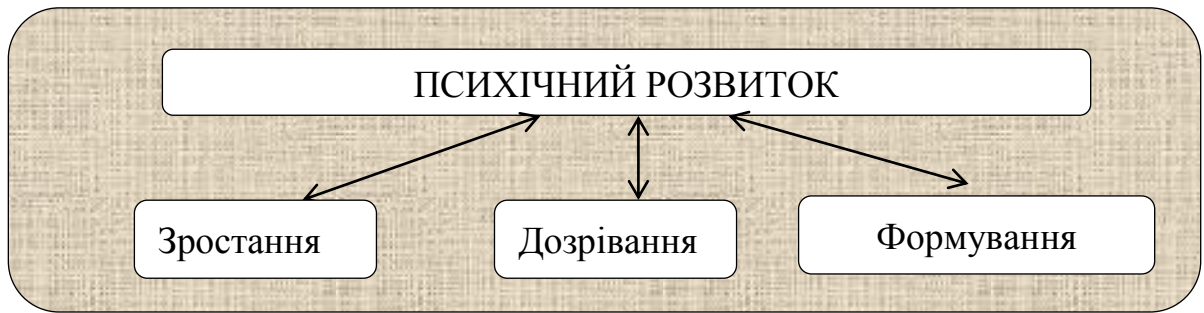 ПСИХІЧНИЙ РОЗВИТОК
Зростання
Дозрівання
Формування